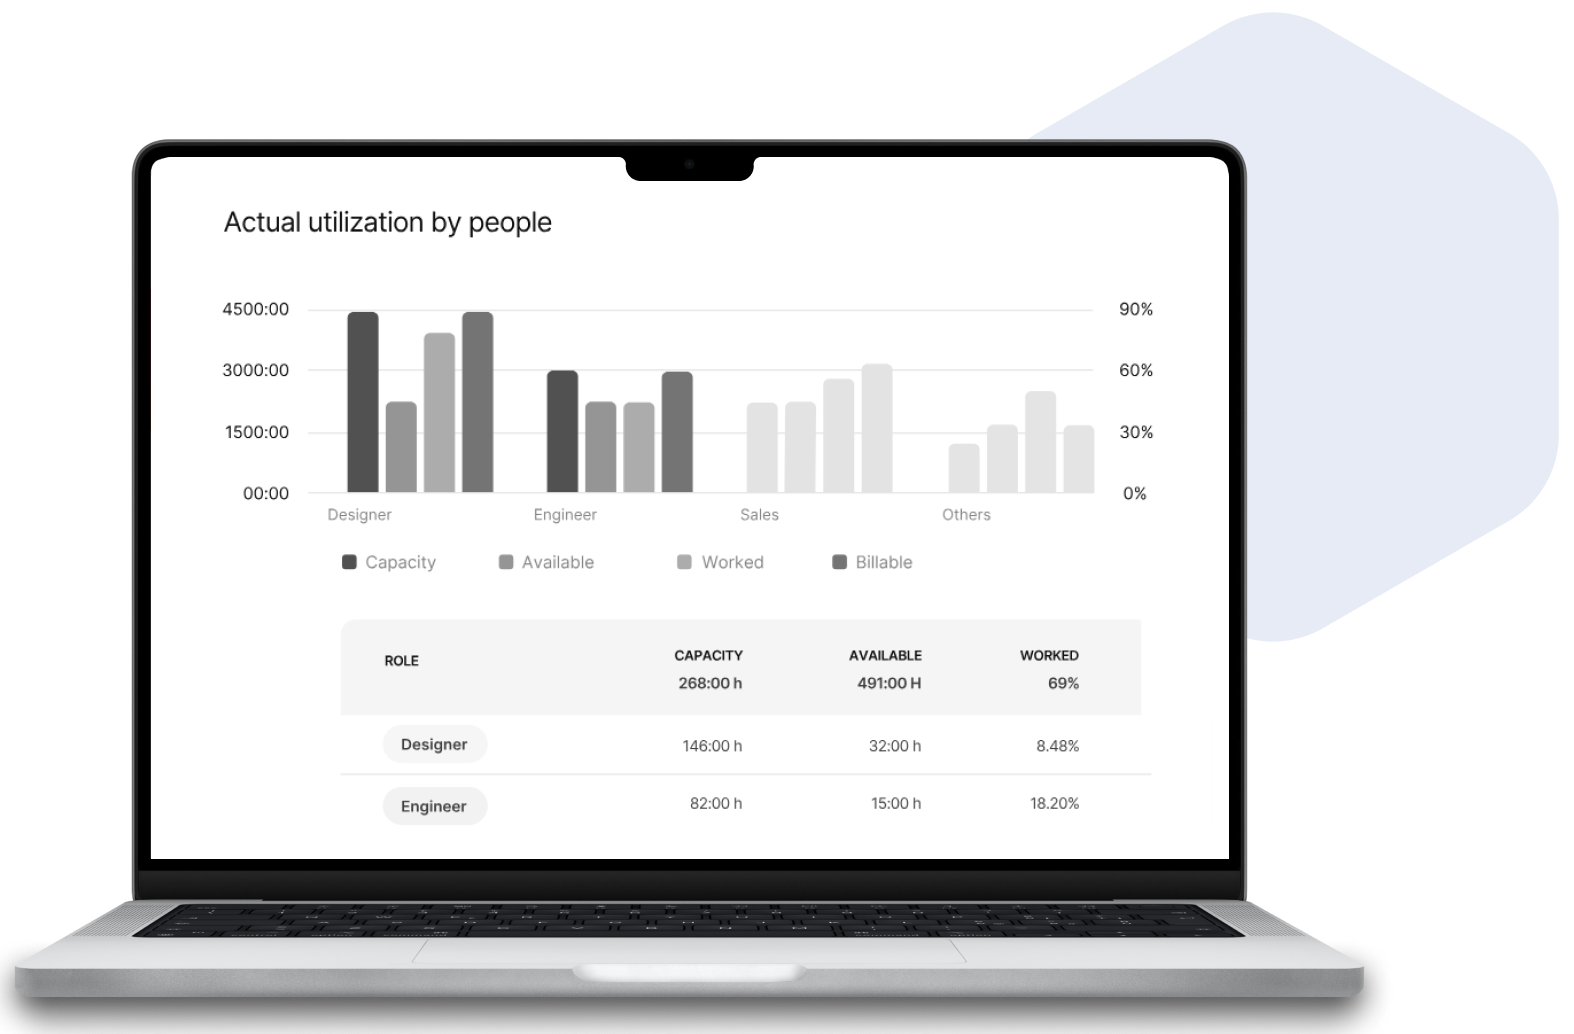 Actual utilization by people
4500:00 90%
3000:00 60%
1500:00 30%
00:00 0%
Designer Engineer Sales Others
Capacity Available Worked Billable
ROLE CAPACITY AVAILABLE WORKED
268:00 h 491:00 H 69%
Designer 146:00 h 32:00 h 8.48%
Engineer 82:00 h 15:00 h 18.20%